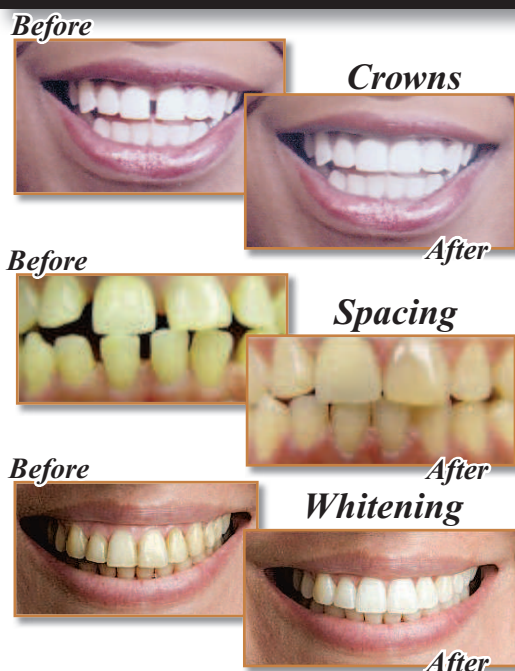 Before
Crowns
After
Before
Spacing
After
Before
Whitening
After